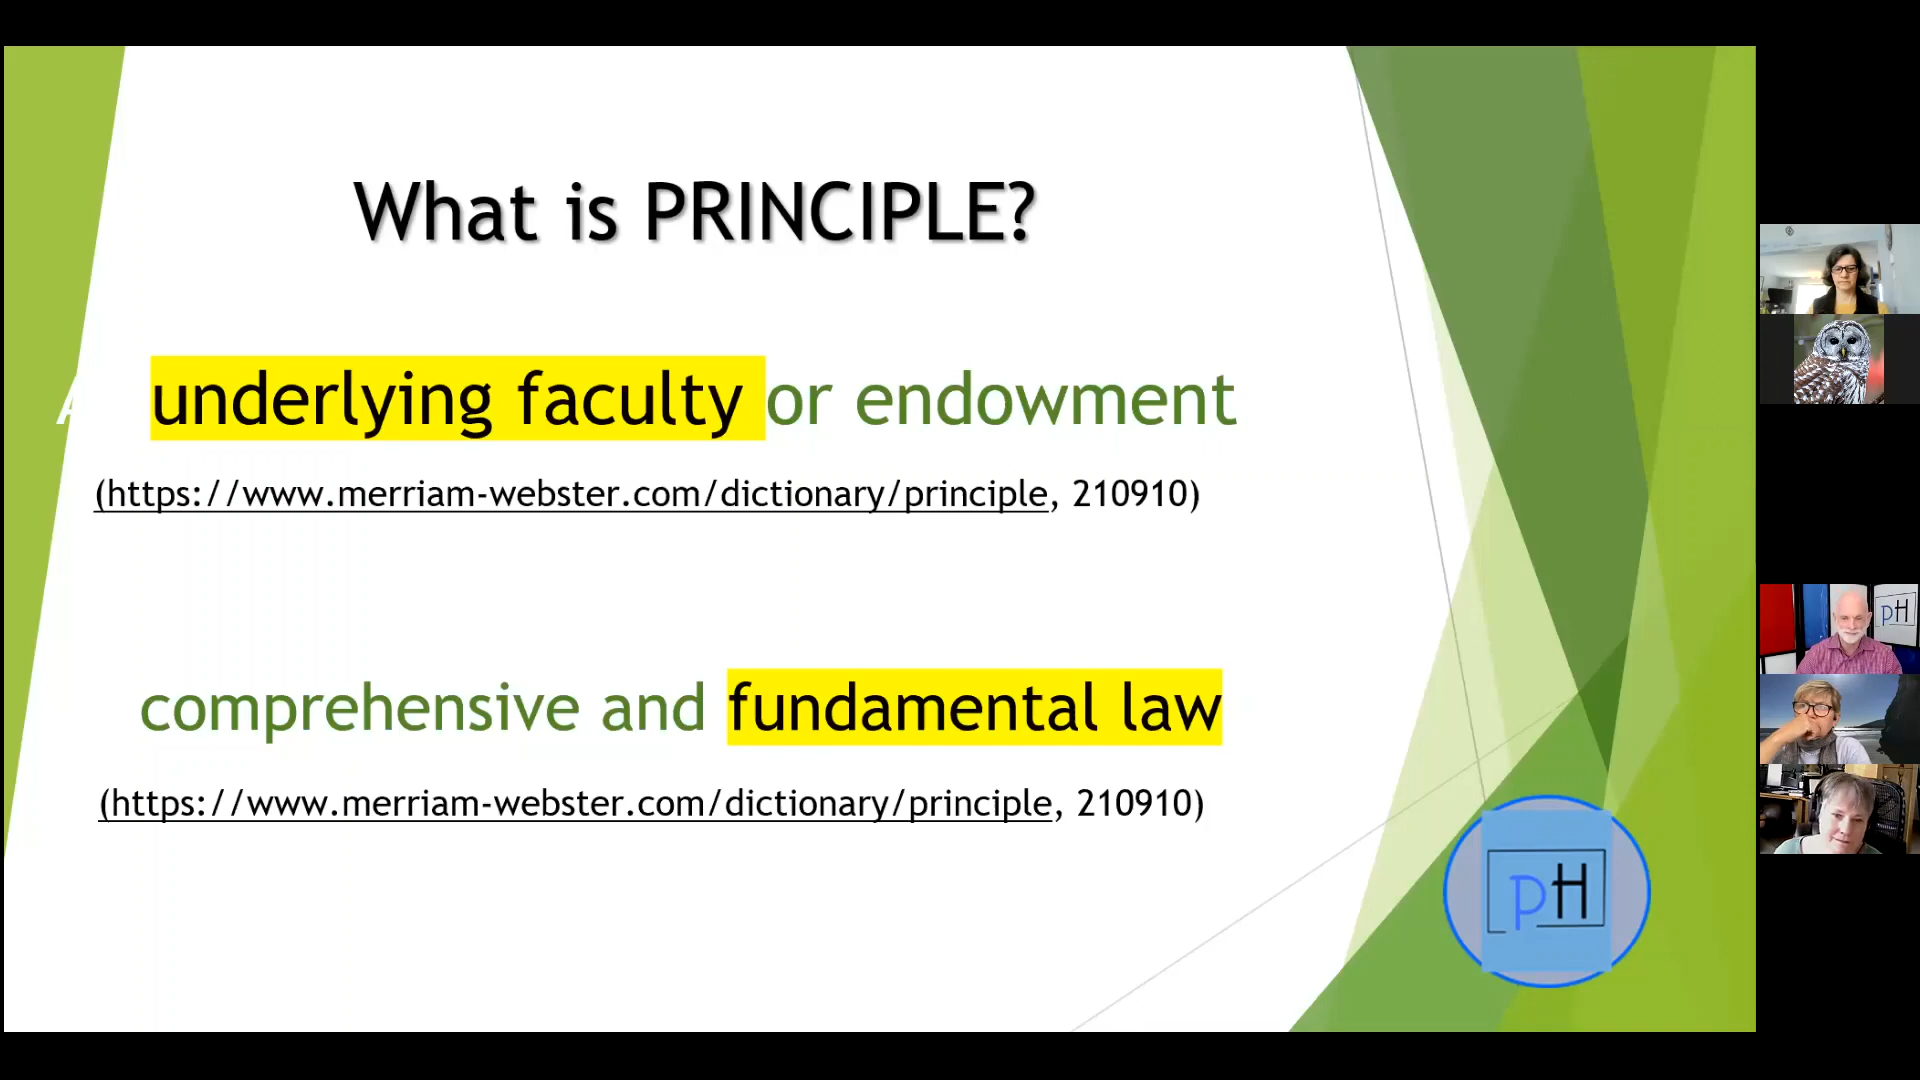 What is PRINCIPLE?
underlying faculty or endowment
(https://www.merriam-webster.com/dictionary/principle, 210910)
comprehensive and fundamental law
(https://www.merriam-webster.com/dictionary/principle, 210910)
pH
pH